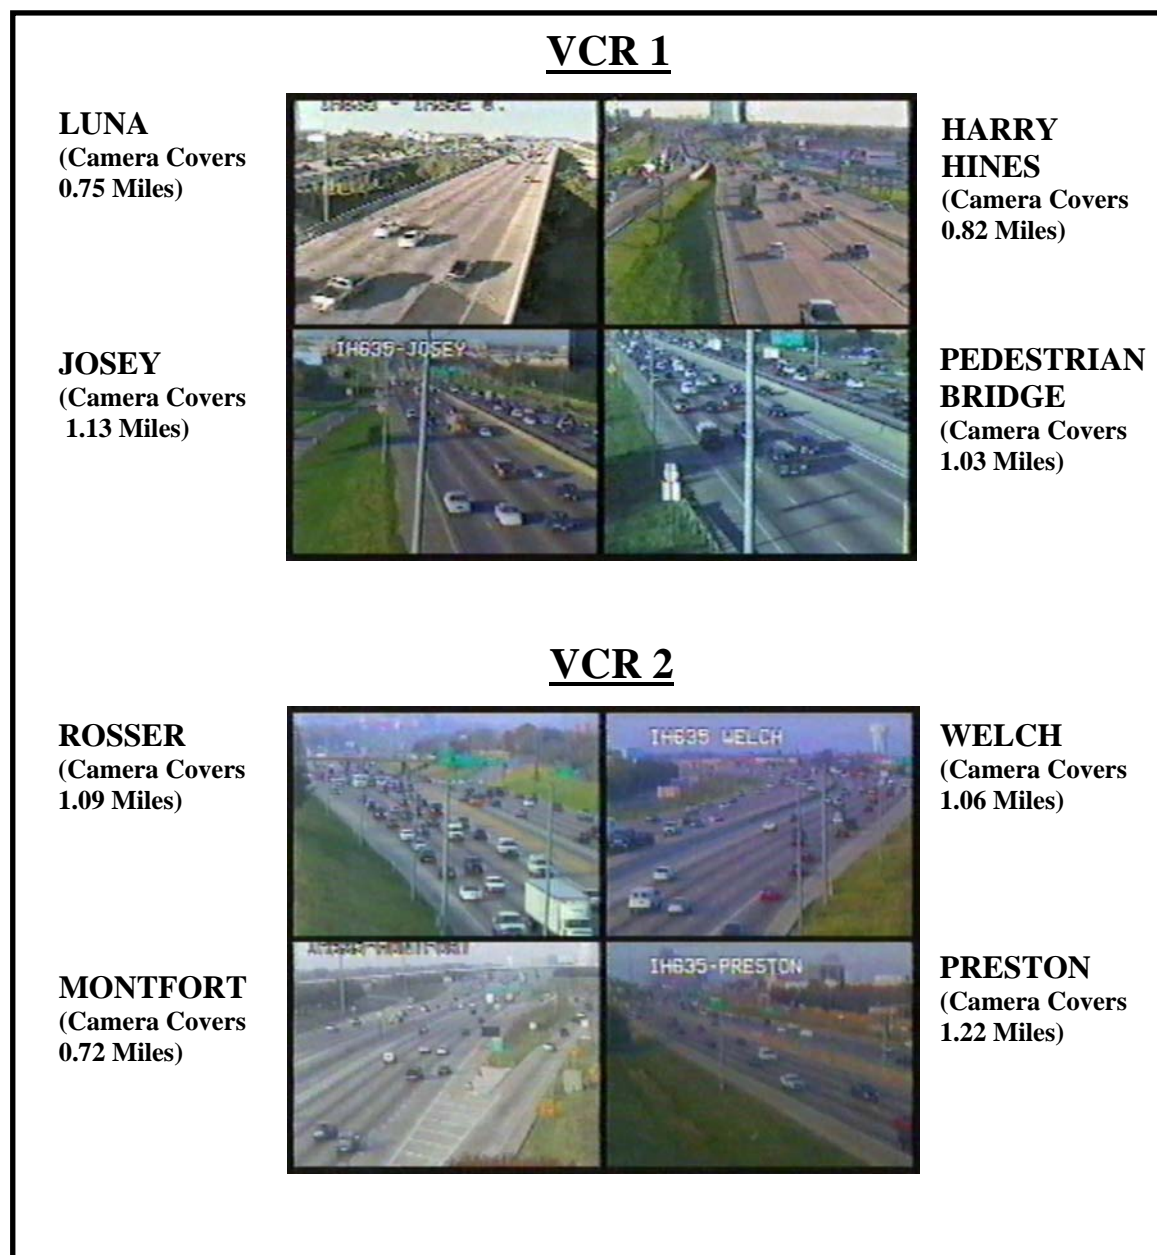 VCR 1
LUNA
(Camera Covers
0.75 Miles)
HARRY
HINES
(Camera Covers
0.82 Miles)
JOSEY
(Camera Covers
1.13 Miles)
IH635-JOSEY
PEDESTRIAN
BRIDGE
(Camera Covers
1.03 Miles)
VCR 2
ROSSER
(Camera Covers
1.09 Miles)
IH635 WELCH
WELCH
(Camera Covers
1.06 Miles)
MONTFORT
(Camera Covers
0.72 Miles)
IH635-PRESTON
PRESTON
(Camera Covers
1.22 Miles)